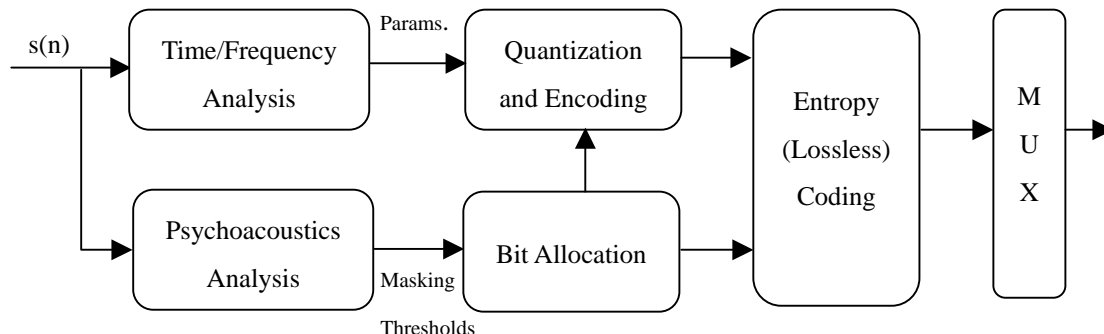 s(n)
Time/Frequency
Analysis
Params.
Quantization
and Encoding
Entropy
(Lossless)
Coding
M
U
X
Psychoacoustics
Analysis
Masking
Thresholds
Bit Allocation